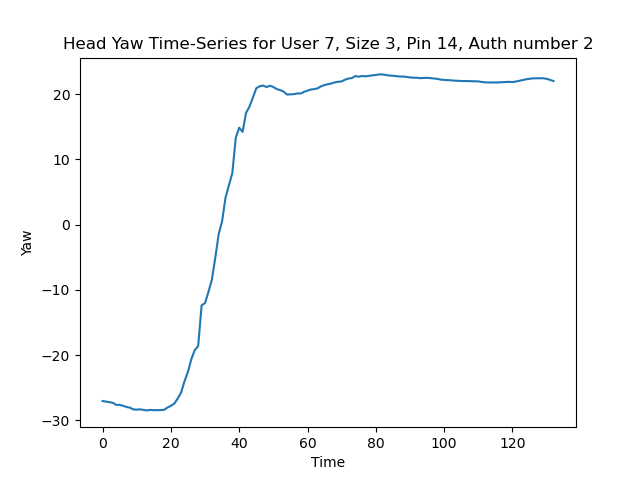 Head Yaw Time-Series for User 7, Size 3, Pin 14, Auth number 2
20
10
0
−10
−20
−30
Yaw
0 20 40 60 80 100 120
Time